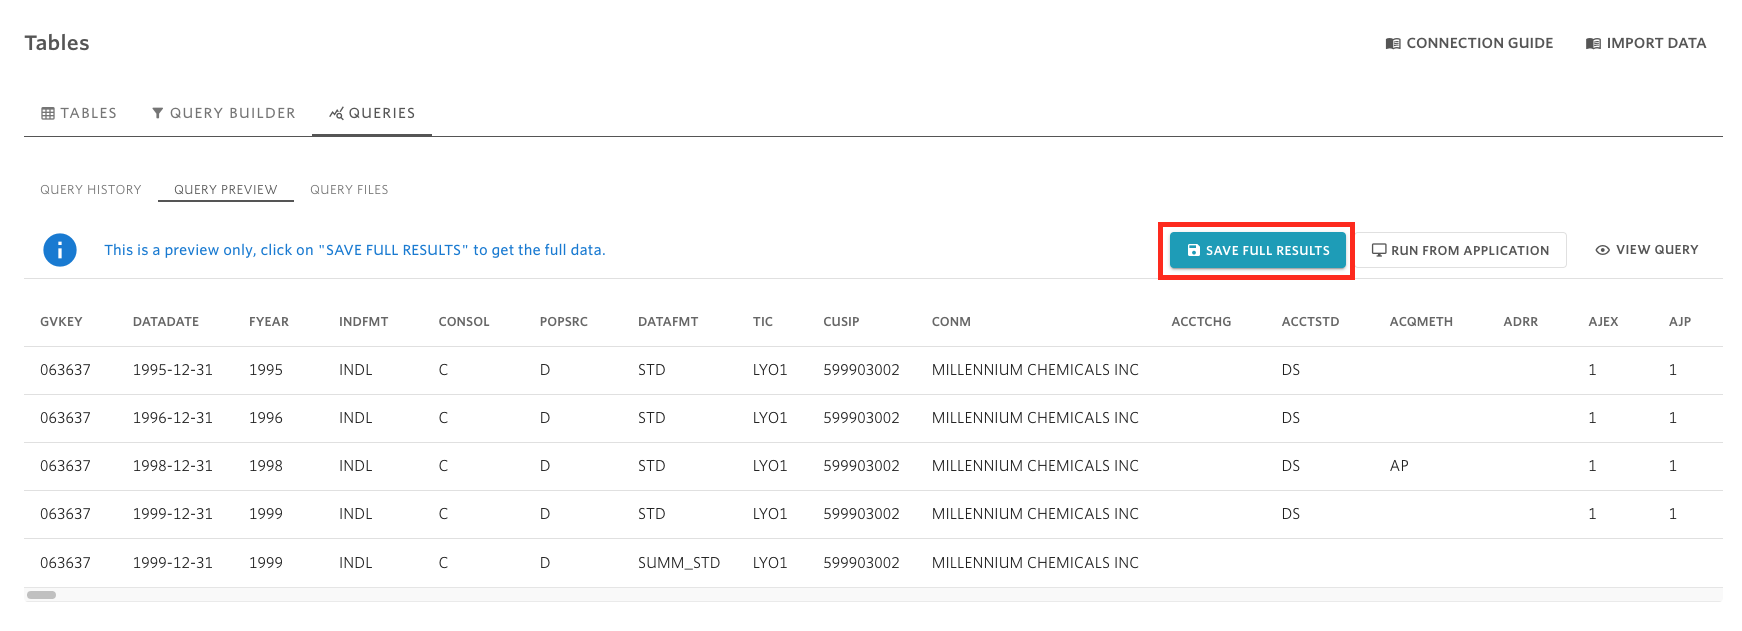 Tables
CONNECTION GUIDE IMPORT DATA
TABLES QUERY BUILDER QUERIES
QUERY HISTORY QUERY PREVIEW QUERY FILES
This is a preview only, click on "SAVE FULL RESULTS" to get the full data. SAVE FULL RESULTS RUN FROM APPLICATION VIEW QUERY
GVKEY DATADATE FYEAR INDFMT CONSOL POPSRC DATAFMT TIC CUSIP CONM ACCTCHG ACCTSTD ACQMETH ADRR AJEX AJP
063637 1995-12-31 1995 INDL C D STD LYO1 599903002 MILLENNIUM CHEMICALS INC DS 1 1
063637 1996-12-31 1996 INDL C D STD LYO1 599903002 MILLENNIUM CHEMICALS INC DS 1 1
063637 1998-12-31 1998 INDL C D STD LYO1 599903002 MILLENNIUM CHEMICALS INC DS AP 1 1
063637 1999-12-31 1999 INDL C D STD LYO1 599903002 MILLENNIUM CHEMICALS INC DS 1 1
063637 1999-12-31 1999 INDL C D SUMM_STD LYO1 599903002 MILLENNIUM CHEMICALS INC